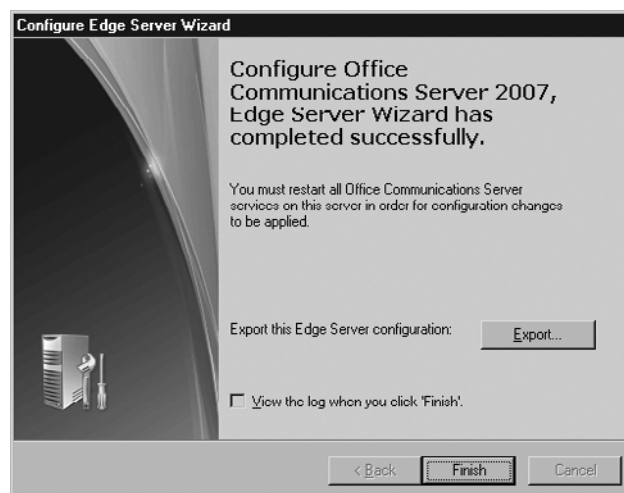 Configure Edge Server Wizard
Configure Office
Communications Server 2007,
Edge Server Wizard has
completed successfully.
You must restart all Office Communications Server
services on this server in order for configuration changes
to be applied.
Export this Edge Server configuration:
Export...
View the log when you click 'Finish'.
< Back
Finish
Cancel